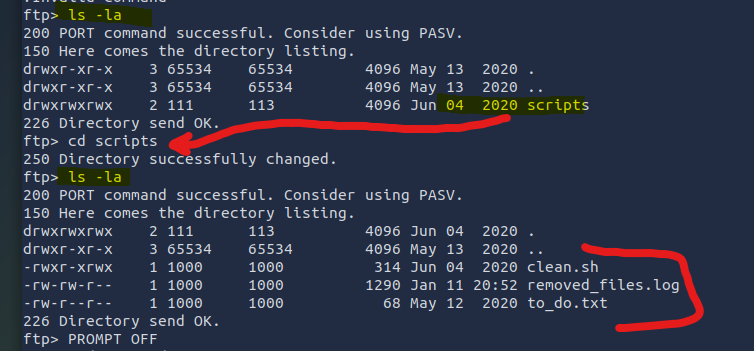 ftp> ls -la
200 PORT command successful. Consider using PASV.
150 Here comes the directory listing.
drwxr-xr-x    3 65534    65534        4096 May 13  2020 .
drwxr-xr-x    3 65534    65534        4096 May 13  2020 ..
drwxrwxrwx    2 111      113          4096 Jun 04  2020 scripts
226 Directory send OK.
ftp> cd scripts
250 Directory successfully changed.
ftp> ls -la
200 PORT command successful. Consider using PASV.
150 Here comes the directory listing.
drwxrwxrwx    2 111      113          4096 Jun 04  2020 .
drwxr-xr-x    3 65534    65534        4096 May 13  2020 ..
-rwxr-xrwx    1 1000     1000          314 Jun 04  2020 clean.sh
-rw-rw-r--    1 1000     1000         1290 Jan 11 20:52 removed_files.log
-rw-r--r--    1 1000     1000           68 May 12  2020 to_do.txt
226 Directory send OK.
ftp> PROMPT OFF